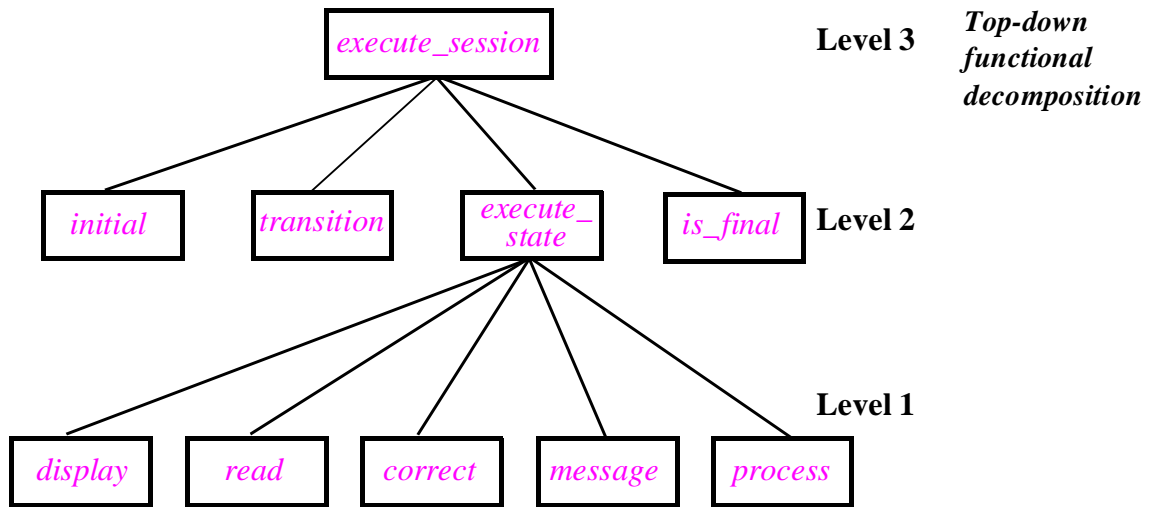 execute_session
Level 3
Top-down
functional
decomposition
initial
transition
execute_
state
is_final
Level 2
Level 1
display
read
correct
message
process